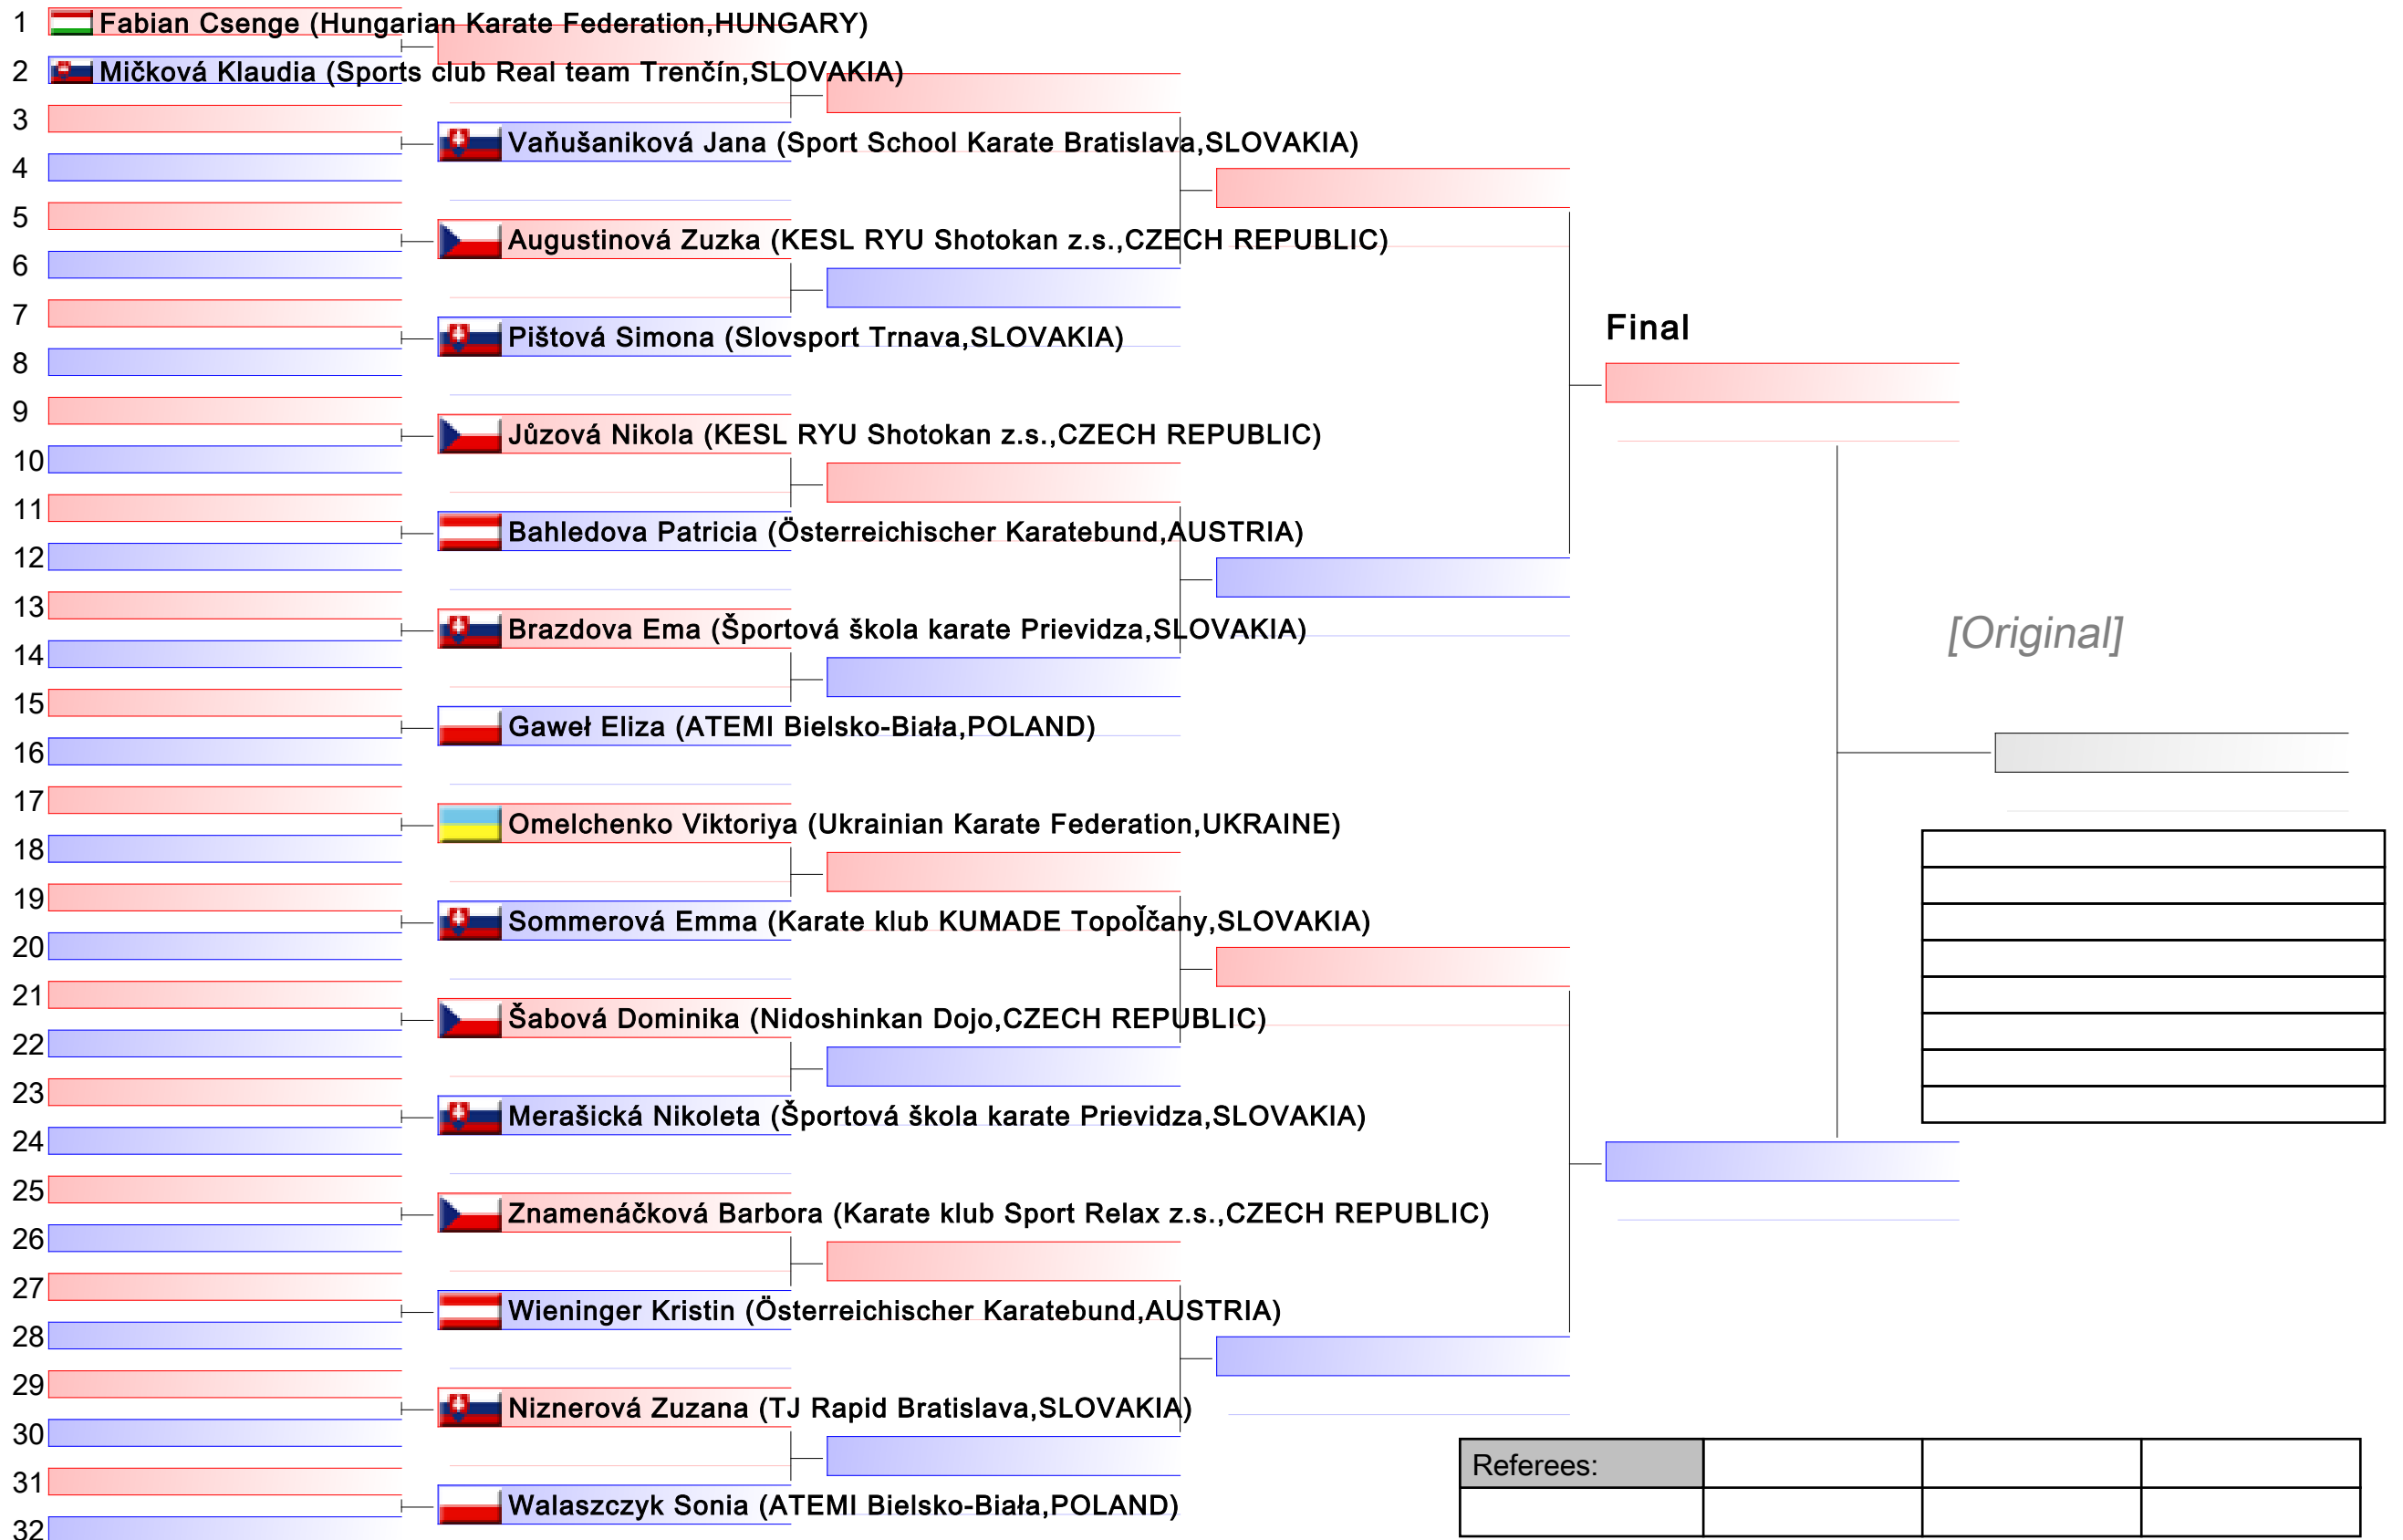 1 Fabian Csenge (Hungarian Karate Federation,HUNGARY)
2 Mičková Klaudia (Sports club Real team Trenčín,SLOVAKIA)
3
Vaňušaniková Jana (Sport School Karate Bratislava,SLOVAKIA)
4
5
Augustinová Zuzka (KESL RYU Shotokan z.s.,CZECH REPUBLIC)
6
7
Final
Pištová Simona (Slovsport Trnava,SLOVAKIA)
8
9
Jůzová Nikola (KESL RYU Shotokan z.s.,CZECH REPUBLIC)
10
11
Bahledova Patricia (Österreichischer Karatebund,AUSTRIA)
12
13
Brazdova Ema (Športová škola karate Prievidza,SLOVAKIA)
[Original]
14
15
Gaweł Eliza (ATEMI Bielsko-Biała,POLAND)
16
17
Omelchenko Viktoriya (Ukrainian Karate Federation,UKRAINE)
18
19
Sommerová Emma (Karate klub KUMADE Topoľčany,SLOVAKIA)
20
21
Šabová Dominika (Nidoshinkan Dojo,CZECH REPUBLIC)
22
23
Merašická Nikoleta (Športová škola karate Prievidza,SLOVAKIA)
24
25
Znamenáčková Barbora (Karate klub Sport Relax z.s.,CZECH REPUBLIC)
26
27
Wieninger Kristin (Österreichischer Karatebund,AUSTRIA)
28
29
Niznerová Zuzana (TJ Rapid Bratislava,SLOVAKIA)
30
Referees:
31
Walaszczyk Sonia (ATEMI Bielsko-Biała,POLAND)
32